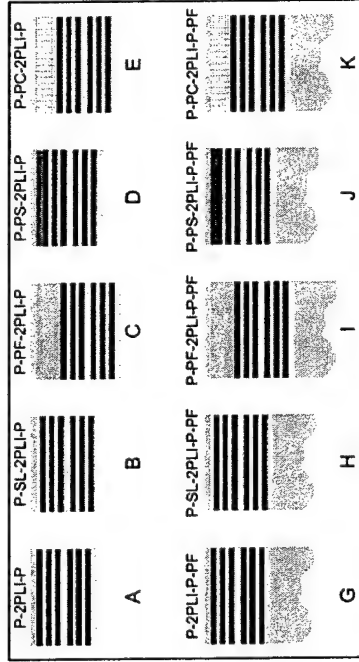 P-2PLI-P P-SL-2PLI-P P-PF-2PLI-P P-PS-2PLI-P P-PC-2PLI-P
A B C D E
P-2PLI-P-PF P-SL-2PLI-P-PF P-PF-2PLI-P-PF P-PS-2PLI-P-PF P-PC-2PLI-P-PF
G H I J K